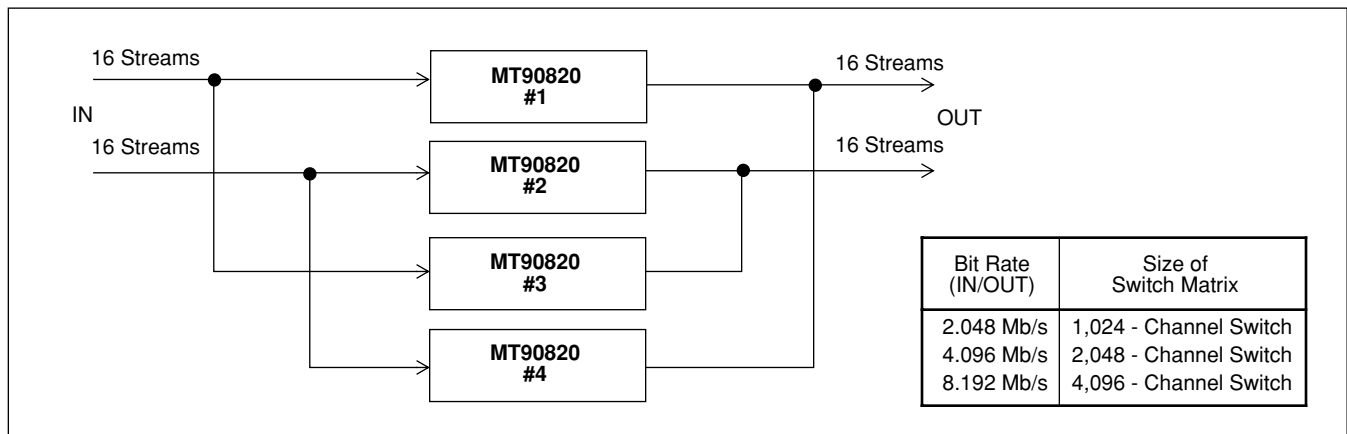 16 Streams
IN
16 Streams
MT90820
#1
MT90820
#2
MT90820
#3
MT90820
#4
16 Streams
OUT
16 Streams
Bit Rate
(IN/OUT)
Size of
Switch Matrix
2.048 Mb/s 1,024 - Channel Switch
4.096 Mb/s 2,048 - Channel Switch
8.192 Mb/s 4,096 - Channel Switch